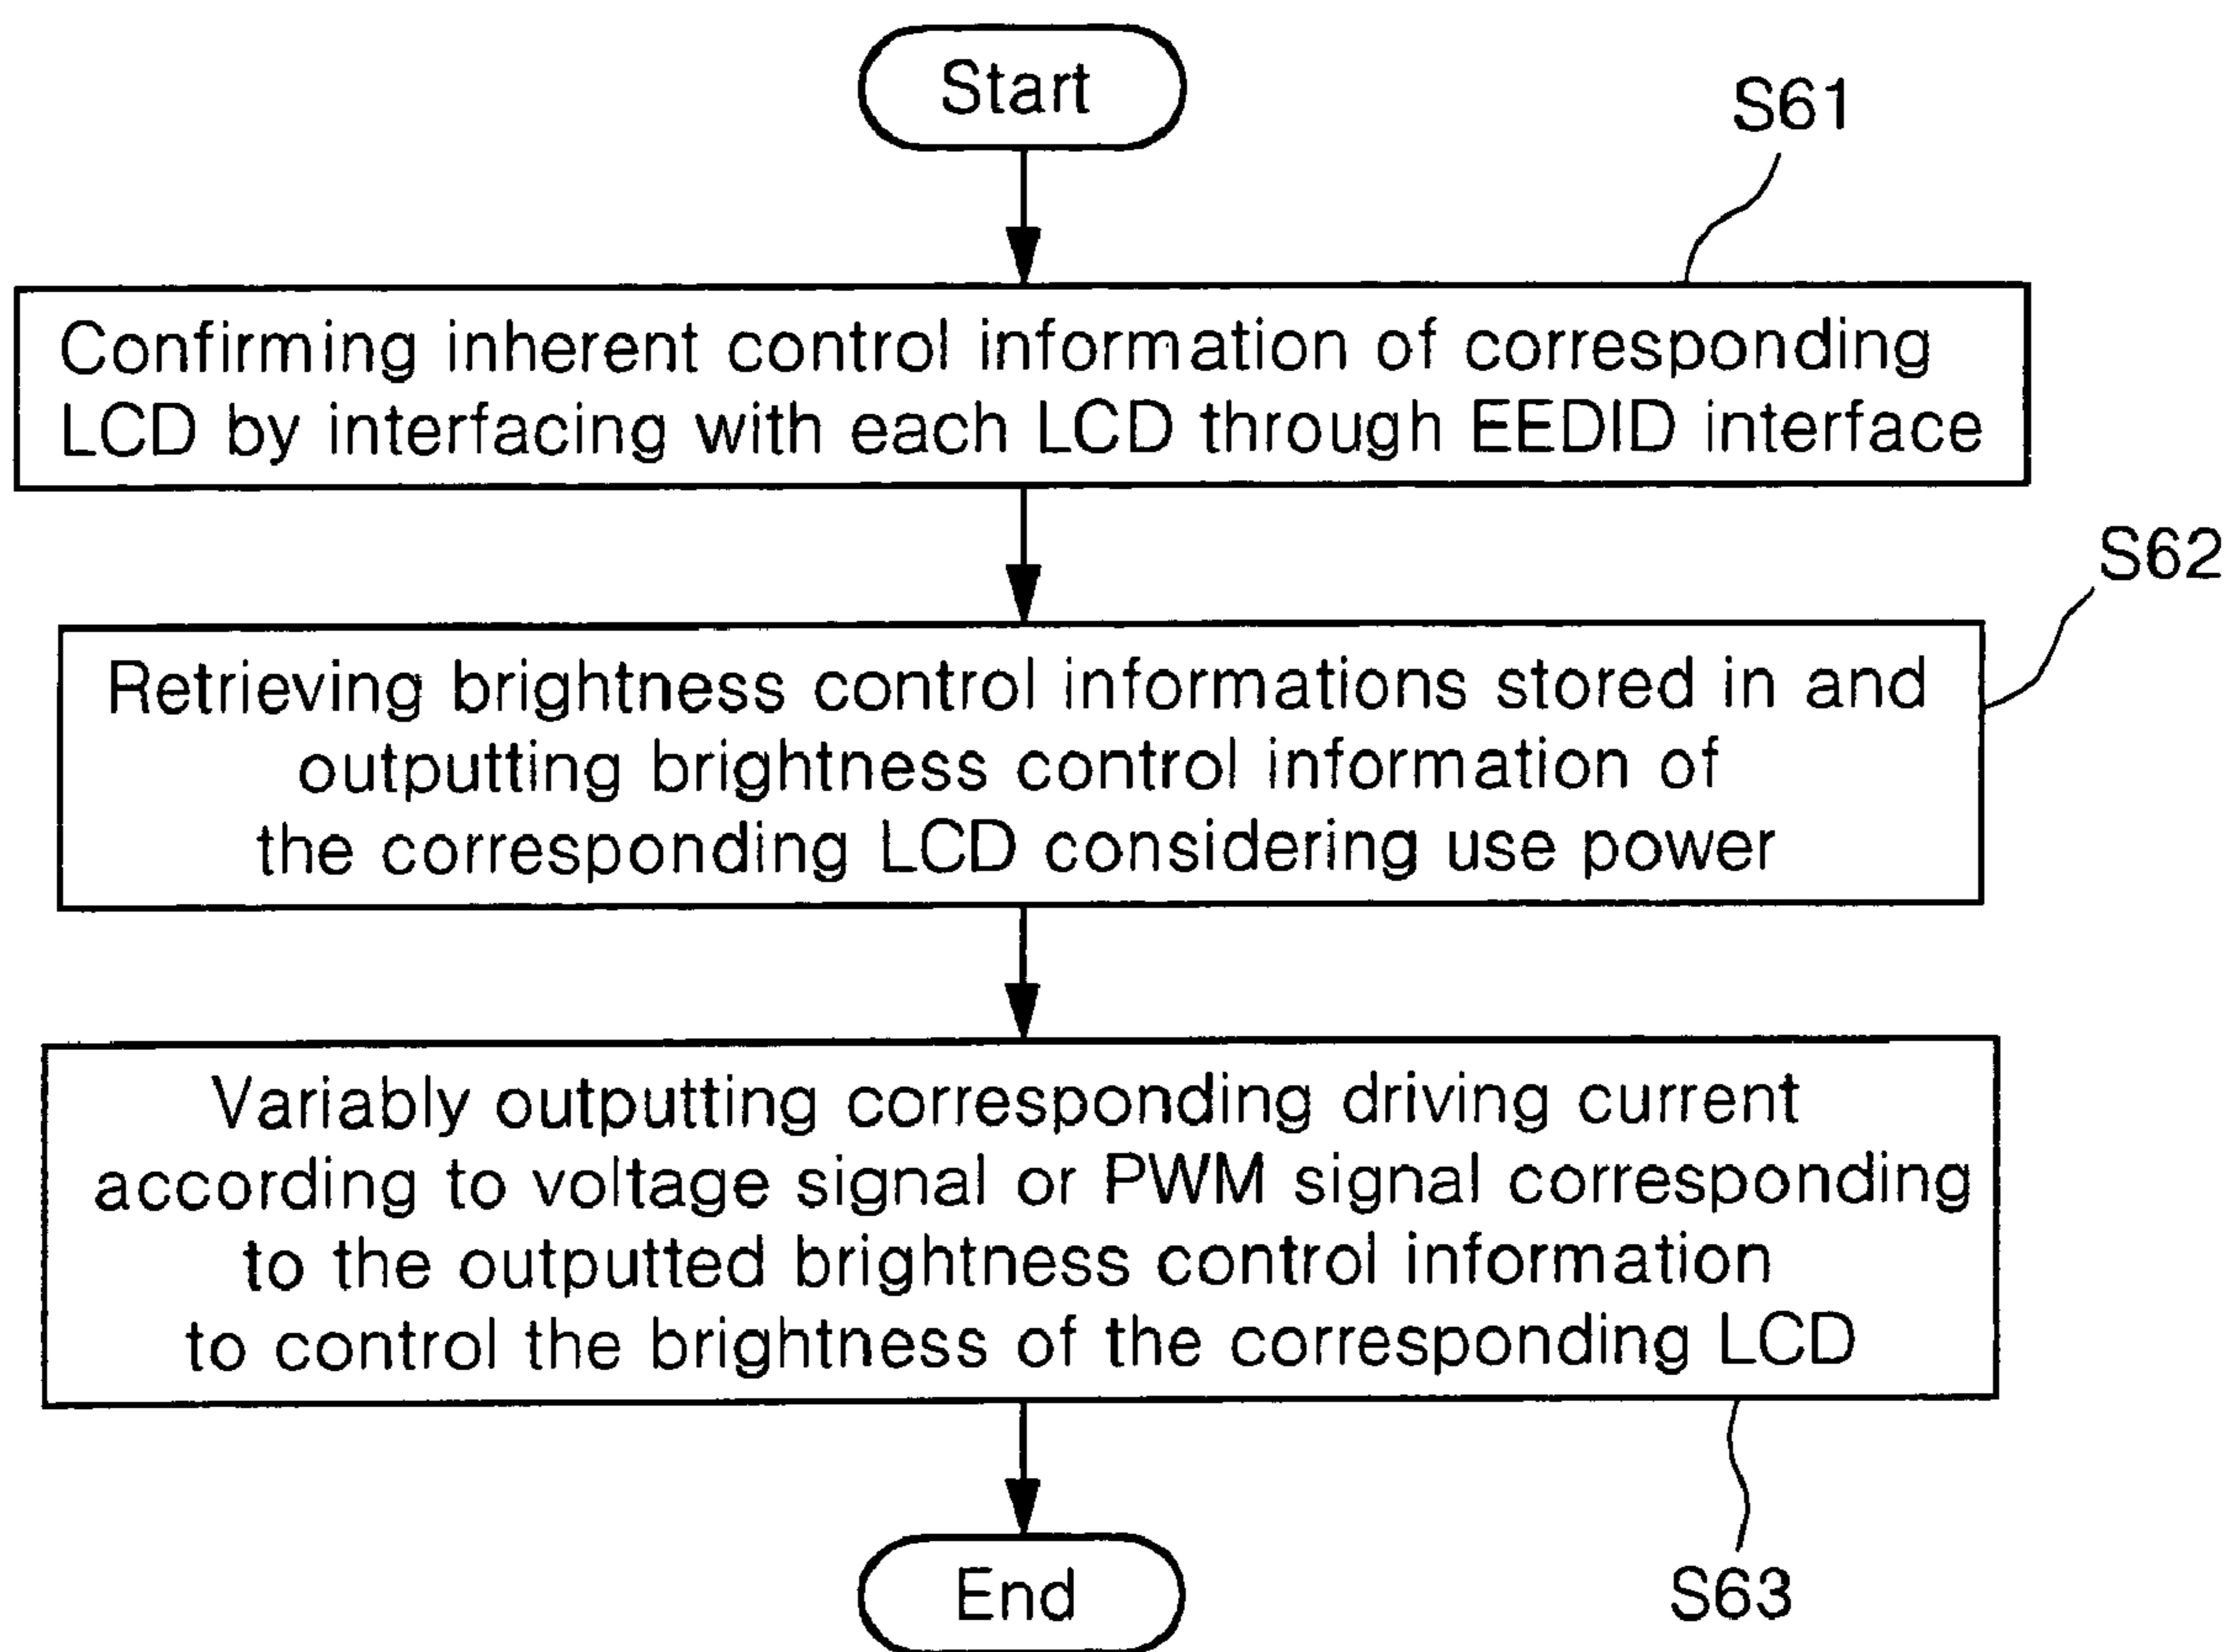 Start
S61
Confirming inherent control information of corresponding
LCD by interfacing with each LCD through EEDID interface
S62
Retrieving brightness control informations stored in and
outputting brightness control information of
the corresponding LCD considering use power
Variably outputting corresponding driving current
according to voltage signal or PWM signal corresponding
to the outputted brightness control information
to control the brightness of the corresponding LCD
End
S63